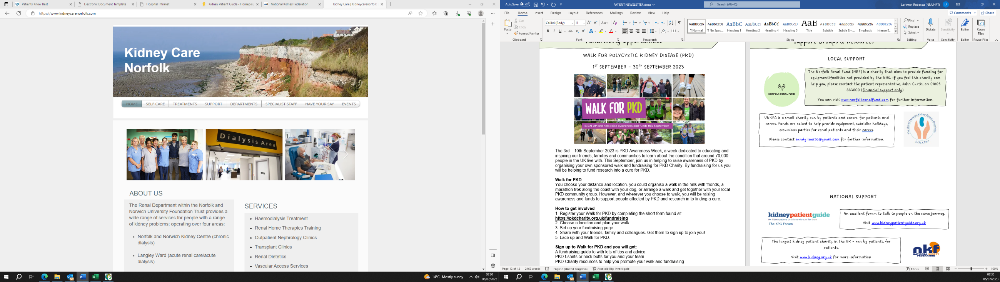 Patients Know Best
Electronic Document Template
Hospital Intranet
Kidney Patient Guide - Homepag
National Kidney Federation
Kidney Care | Kidneycarenorfolk
https://www.kidneycarenorfolk.com
Kidney Care
Norfolk
HOME SELF CARE TREATMENTS SUPPORT DEPARTMENTS SPECIALIST STAFF HAVE YOUR SAY EVENTS
Dialysis Area
ABOUT US
The Renal Department within the Norfolk and
Norwich University Foundation Trust provides a
wide range of services for people with a range
of kidney problems; operating over four areas:
• Norfolk and Norwich Kidney Centre (chronic
dialysis)
• Langley Ward (acute renal care/acute
dialysis)
SERVICES
• Haemodialysis Treatment
• Renal Home Therapies Training
• Outpatient Nephrology Clinics
• Transplant Clinics
• Renal Dietetics
• Vascular Access Services
14°C Mostly sunny
08:30
06/07/2023
AutoSave Off PATIENT NEWSLETTER.docx Search (Alt+Q) Lorimer, Rebecca (NNUHFT) LR
File Home Insert Design Layout References Mailings Review View Help Comments Share
Paste Cut
Copy
Format Painter
Calibri (Body) 11
Normal No Spac... Heading 1 Heading 2 Heading 4 Heading 5 Title Subtitle Subtle Em... Emphasis Intense E...
Find
Replace
Select
Dictate Sensitivity Editor Reuse Files
Clipboard Font Paragraph Styles Editing Voice Sensitivity Editor Reuse Files
Fundraising Opportunities
WALK FOR POLYCYSTIC KIDNEY DISEASE (PKD)
1ST SEPTEMBER – 30TH SEPTEMBER 2023
WALK FOR PKD
SIGN UP and help raise awareness and funds this September
The 3rd – 10th September 2023 is PKD Awareness Week, a week dedicated to educating and
inspiring our friends, families and communities to learn about the condition that around 70,000
people in the UK live with. This September, join us in helping to raise awareness of PKD by
organising your own sponsored walk and fundraising for PKD Charity. By fundraising for us you
will be helping to fund research into a cure for PKD.
Walk for PKD
You choose your distance and location. you could organise a walk in the hills with friends, a
marathon trek along the coast with your dog, or arrange a walk and get together with your local
PKD community group. However, and wherever you choose to walk, you will be raising
awareness and funds to support people affected by PKD and research in to finding a cure.
How to get involved
1. Register your Walk for PKD by completing the short form found at:
https://pkdcharity.org.uk/fundraising
2. Choose a location and plan your walk
3. Set up your fundraising page
4. Share with your friends, family and colleagues. Get them to sign up to join you!
5. Lace up and Walk for PKD.
Sign up to Walk for PKD and you will get:
A fundraising guide to with lots of tips and advice
PKD t-shirts or neck buffs for you and your team
PKD Charity resources to help you promote your walk and fundraising
Support Groups & Resources
LOCAL SUPPORT
NORFOLK RENAL FUND
The Norfolk Renal Fund (NRF) is a charity that aims to provide funding for
equipment/facilities not provided by the NHS. If you feel this charity can
help you, please contact the patient representative, John Curtis, on 01603
663000 (financial support only).
You can visit www.norfolkrenalfund.com for further information.
UNKPA is a small charity run by patients and carers, for patients and
carers. Funds are raised to help provide equipment, subsidise holidays,
excursions parties for renal patients and their carers.
Please contact sandylines36@gmail.com for further information.
The United Norwich Kidney Patients Association
(U.N.K.P.A.)
NATIONAL SUPPORT
kidneypatientguide
For kidney patients and those who care for them.
The KPG Forum
An excellent forum to talk to people on the same journey.
Visit www.kidneypatientguide.org.uk
The largest kidney patient charity in the UK – run by patients, for
patients.
Visit www.kidney.org.uk for more information
nkf
NATIONAL KIDNEY
FEDERATION
Page 12 of 12 2462 words English (United Kingdom) Accessibility: Investigate Focus 100%
08:30
06/07/2023